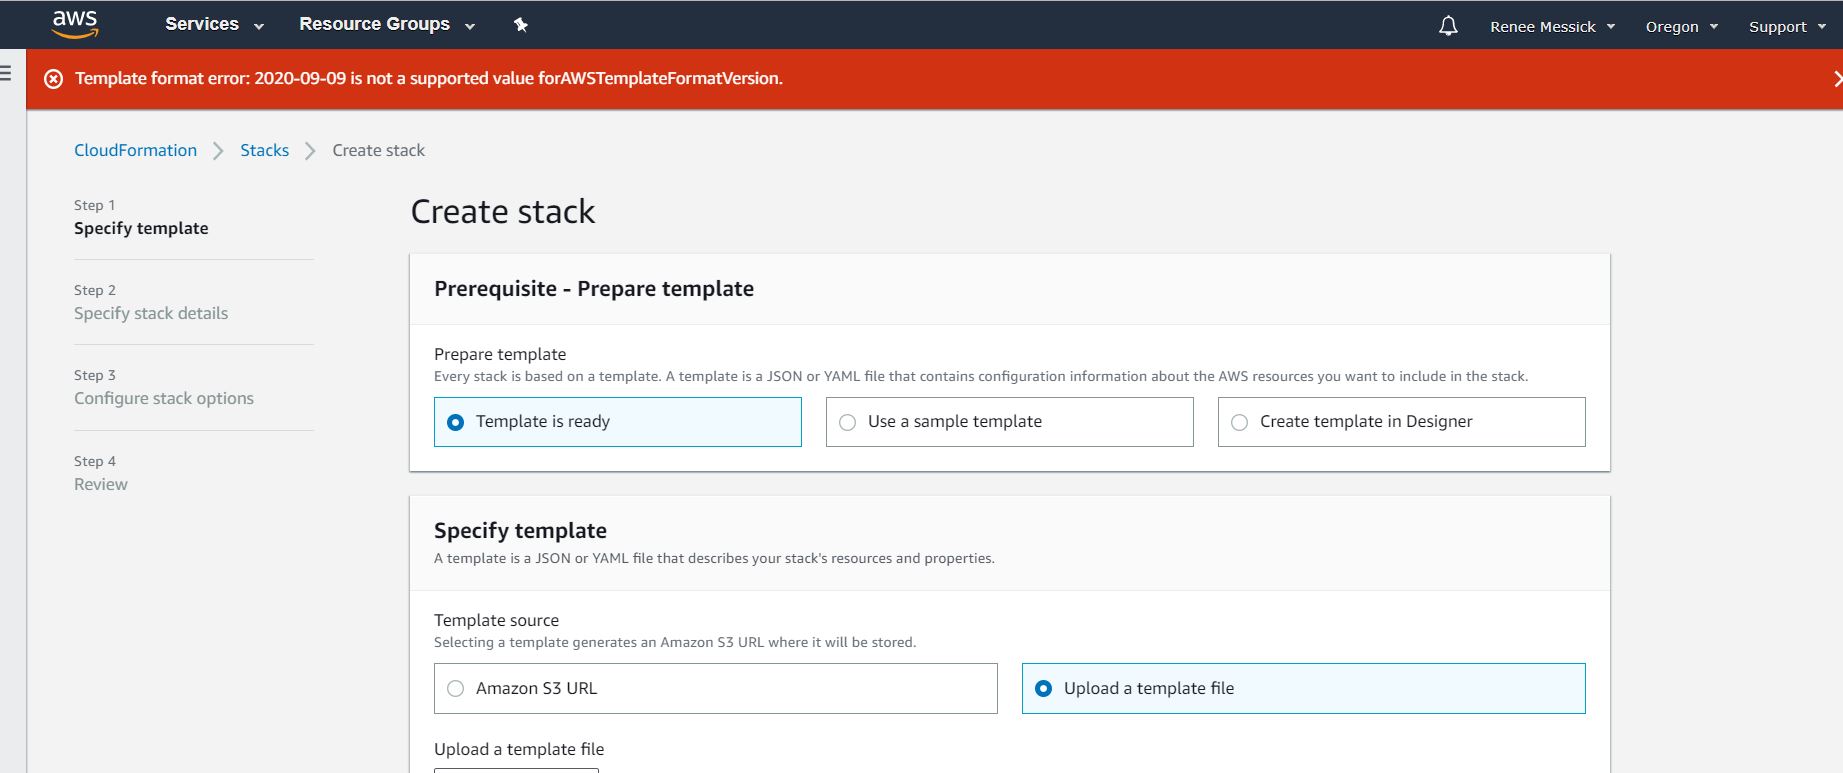 aws Services Resource Groups Renee Messick Oregon Support
Template format error: 2020-09-09 is not a supported value forAWSTemplateFormatVersion.
CloudFormation Stacks Create stack
Step 1
Specify template
Step 2
Specify stack details
Step 3
Configure stack options
Step 4
Review
Create stack
Prerequisite - Prepare template
Prepare template
Every stack is based on a template. A template is a JSON or YAML file that contains configuration information about the AWS resources you want to include in the stack.
Template is ready Use a sample template Create template in Designer
Specify template
A template is a JSON or YAML file that describes your stack's resources and properties.
Template source
Selecting a template generates an Amazon S3 URL where it will be stored.
Amazon S3 URL Upload a template file
Upload a template file